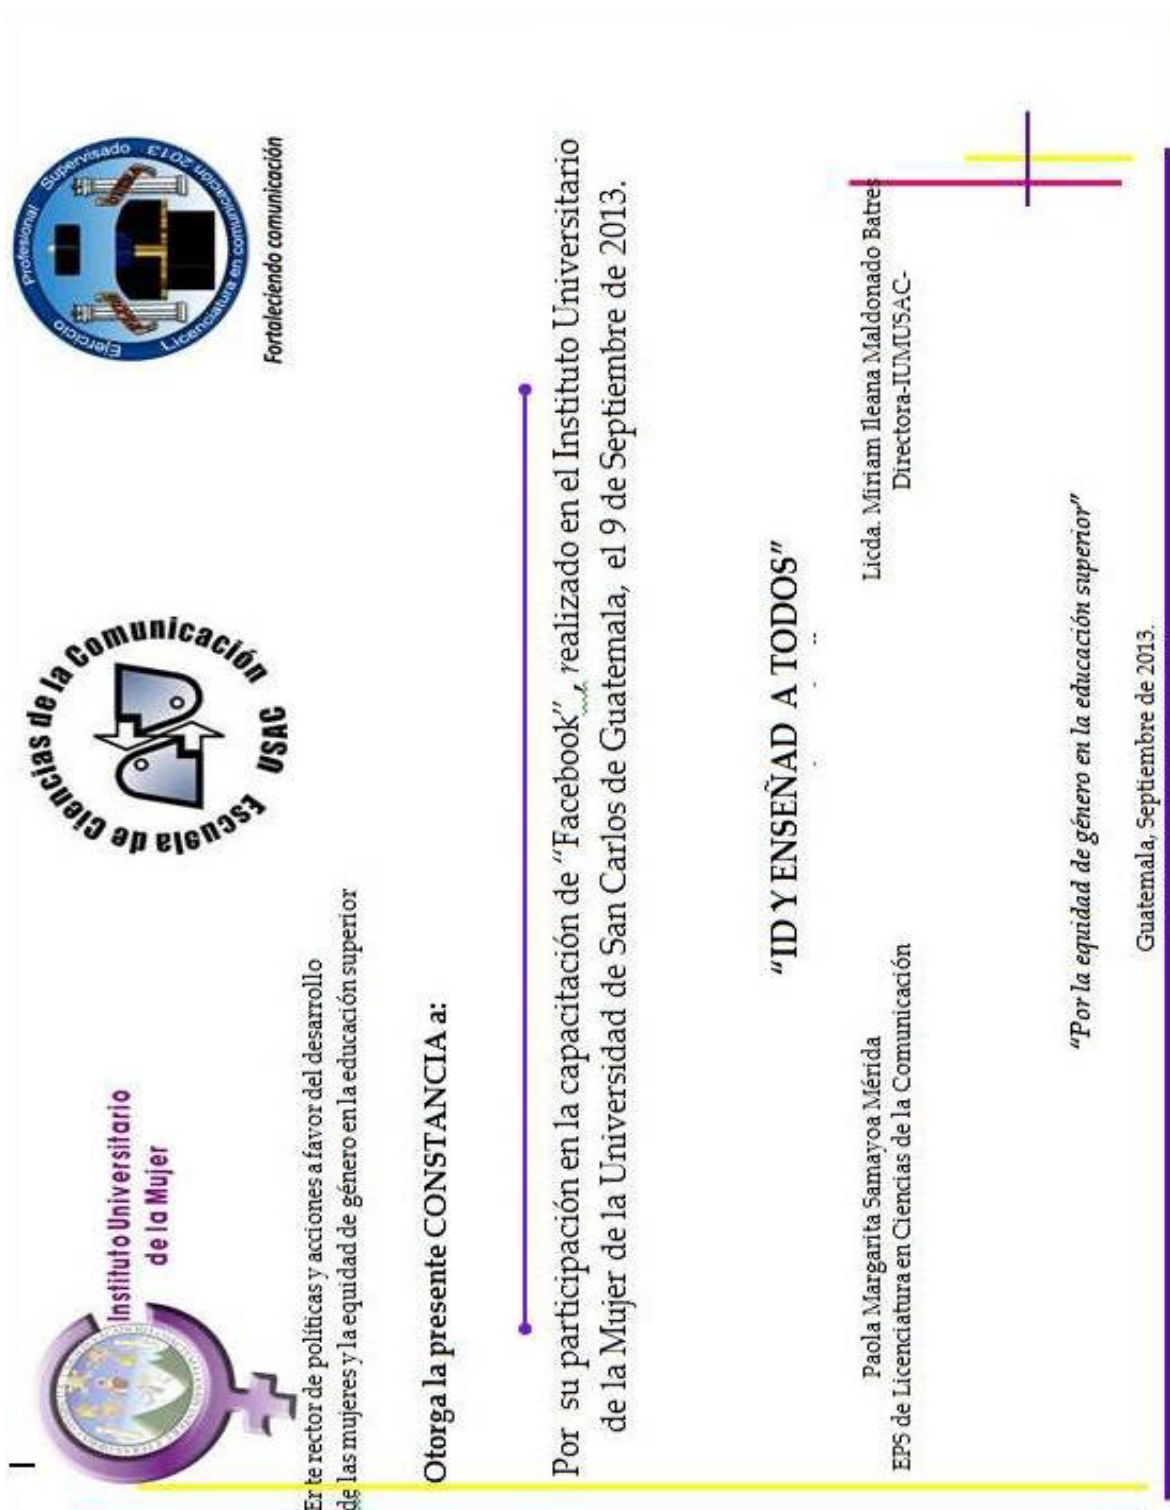 Instituto Universitario
de la Mujer
Escuela de Ciencias de la Comunicación USAC
Ejercicio Profesional Supervisado
Licenciatura en comunicación 2013
Fortaleciendo comunicación
rector de políticas y acciones a favor del desarrollo
de las mujeres y la equidad de género en la educación superior
Otorga la presente CONSTANCIA a:
Por su participación en la capacitación de “Facebook”, realizado en el Instituto Universitario
de la Mujer de la Universidad de San Carlos de Guatemala, el 9 de Septiembre de 2013.
“ID Y ENSEÑAD A TODOS”
Paola Margarita Samayoa Mérida
EPS de Licenciatura en Ciencias de la Comunicación
Licda. Miriam Ileana Maldonado Batres
Directora-IUMUSAC-
“Por la equidad de género en la educación superior”
Guatemala, Septiembre de 2013.